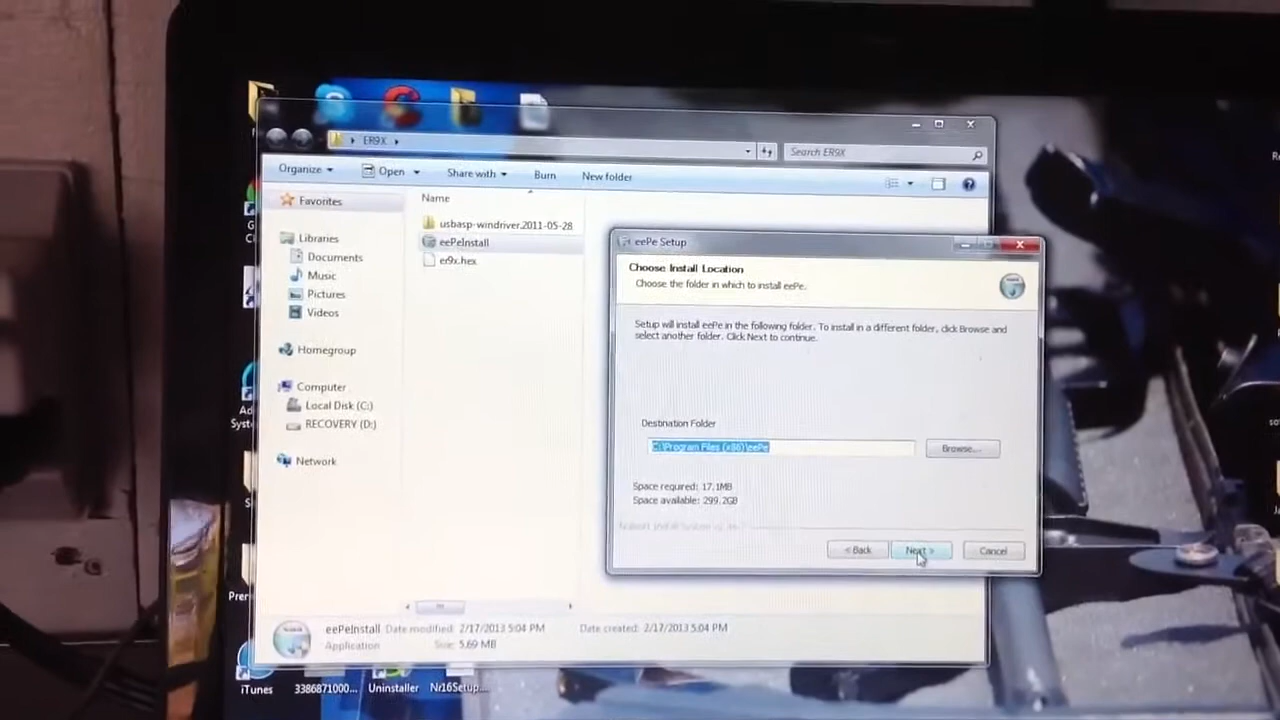 ER9X
Search ER9X
Organize
Open
Share with
Burn
New folder
Favorites
Libraries
Documents
Music
Pictures
Videos
Homegroup
Computer
Local Disk (C:)
RECOVERY (D:)
Network
Name
usbasp-windriver.2011-05-28
eePeInstall
er9x.hex
eePe Setup
Choose Install Location
Choose the folder in which to install eePe.
Setup will install eePe in the following folder. To install in a different folder, click Browse and
select another folder. Click Next to continue.
Destination Folder
C:\Program Files (x86)\eePe
Browse...
Space required: 17.1MB
Space available: 299.2GB
< Back
Next >
Cancel
eePeInstall Date modified: 2/17/2013 5:04 PM Date created: 2/17/2013 5:04 PM
Application Size: 5.69 MB
iTunes
3386871000...
Uninstaller
Nr16Setup...